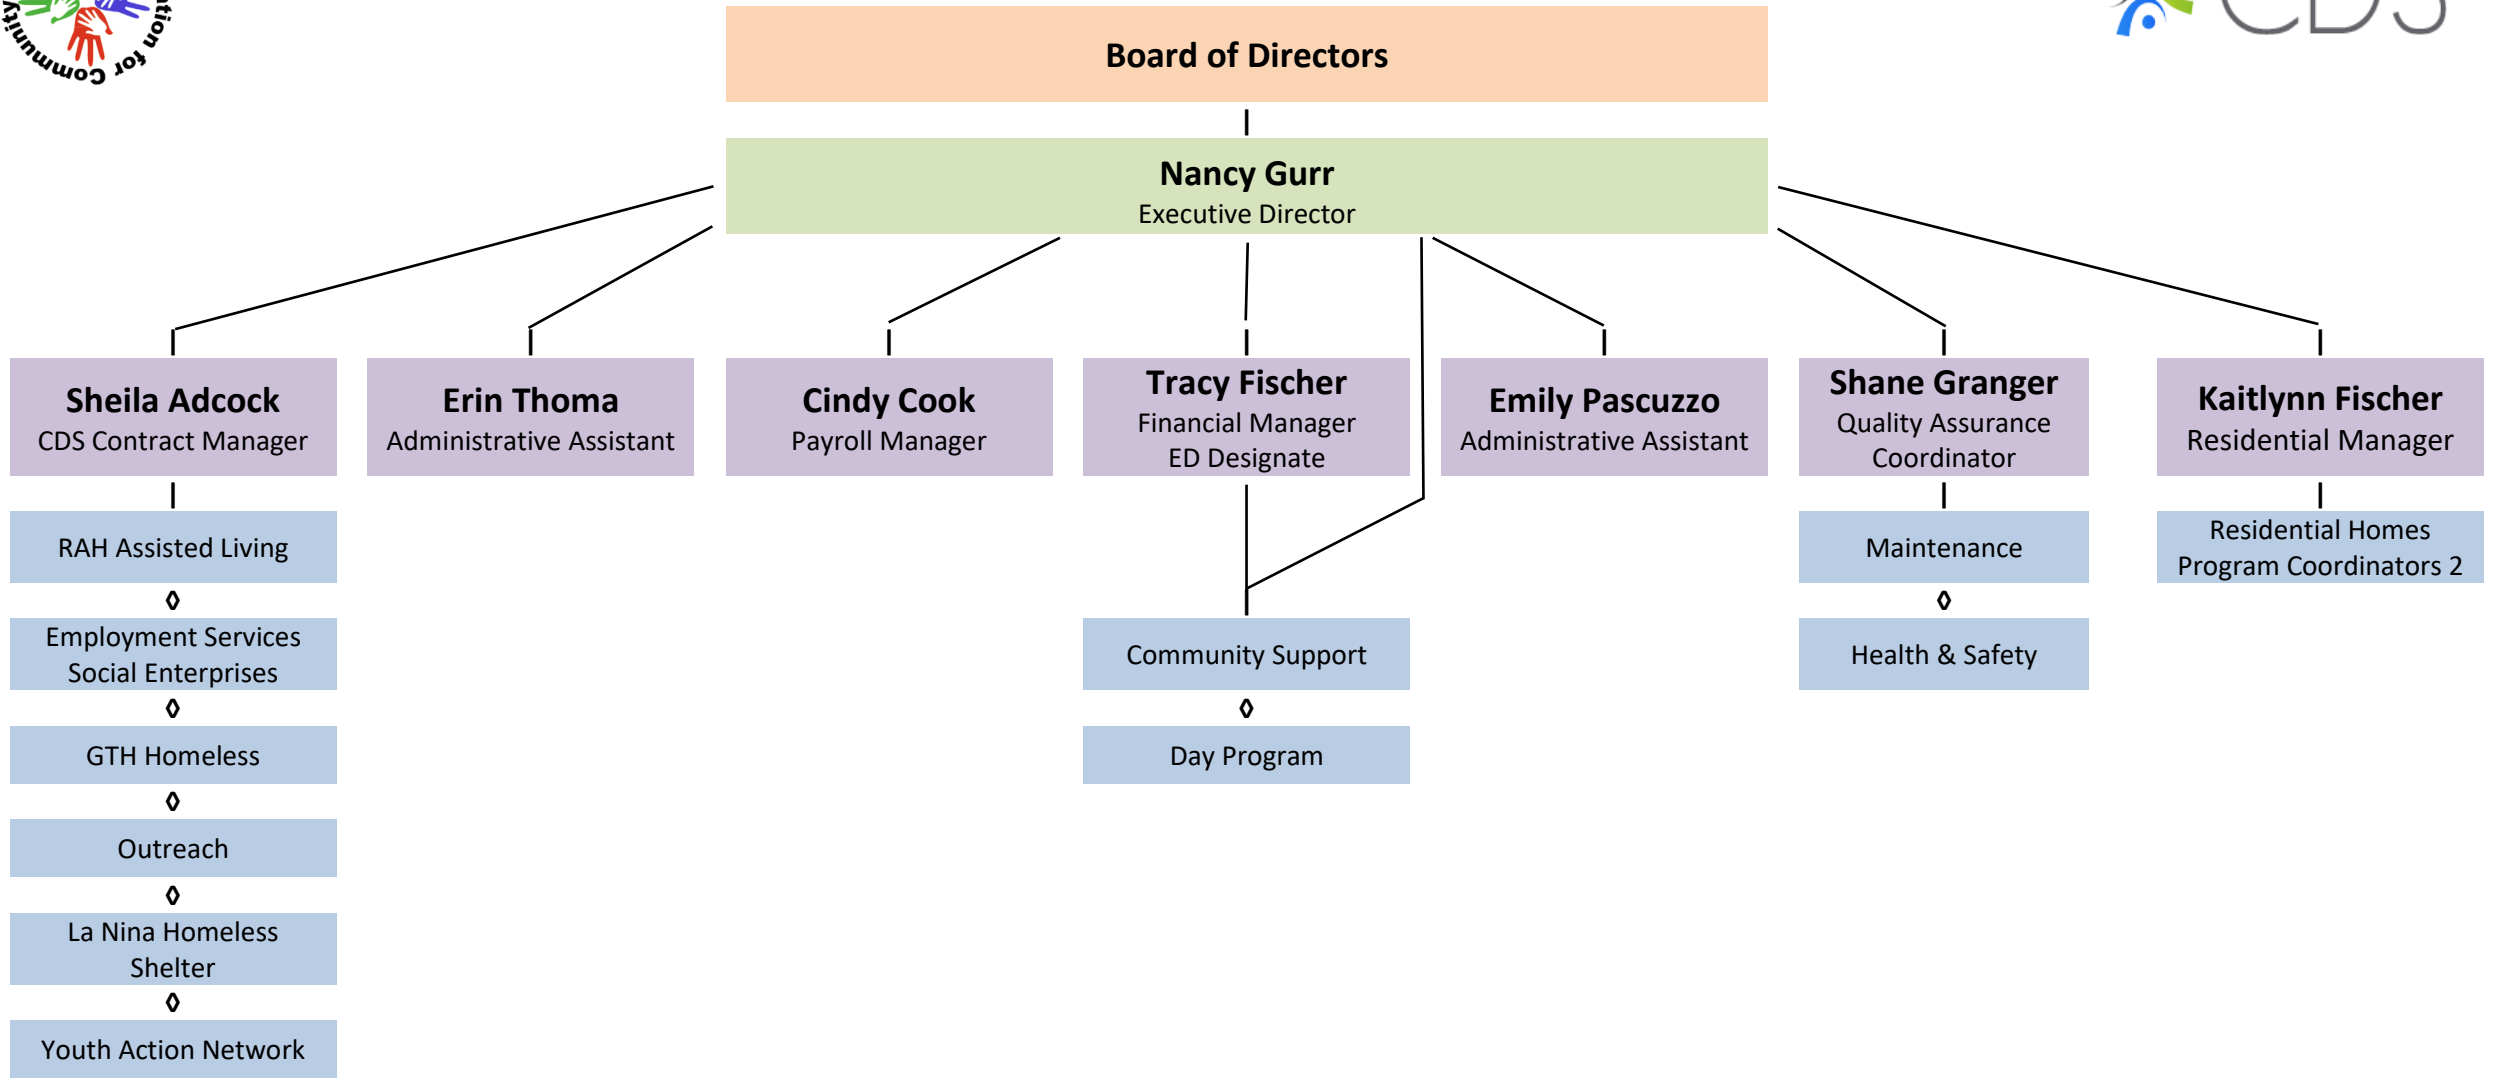 for Community
CDS
Board of Directors
Nancy Gurr
Executive Director
Sheila Adcock
CDS Contract Manager
Erin Thoma
Administrative Assistant
Cindy Cook
Payroll Manager
Tracy Fischer
Financial Manager
ED Designate
Emily Pascuzzo
Administrative Assistant
Shane Granger
Quality Assurance
Coordinator
Kaitlynn Fischer
Residential Manager
RAH Assisted Living
Employment Services
Social Enterprises
GTH Homeless
Outreach
La Nina Homeless
Shelter
Youth Action Network
Community Support
Day Program
Maintenance
Health & Safety
Residential Homes
Program Coordinators 2